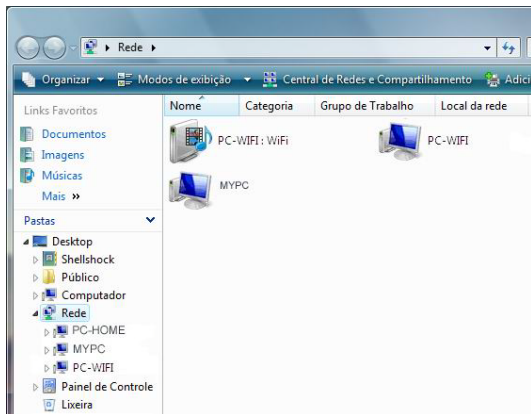 Rede
Organizar Modos de exibição Central de Redes e Compartilhamento Adici
Links Favoritos
Documentos
Imagens
Músicas
Mais »
Pastas
Desktop
Shellshock
Público
Computador
Rede
PC-HOME
MYPC
PC-WIFI
Painel de Controle
Lixeira
Nome Categoria Grupo de Trabalho Local da rede
PC-WIFI : WiFi PC-WIFI
MYPC